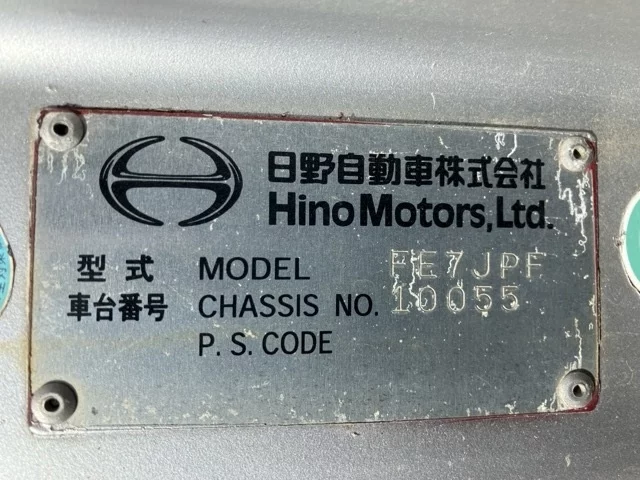 日野自動車株式会社
Hino Motors, Ltd.
型式 MODEL FE7JPF
車台番号 CHASSIS NO. 10055
P. S. CODE